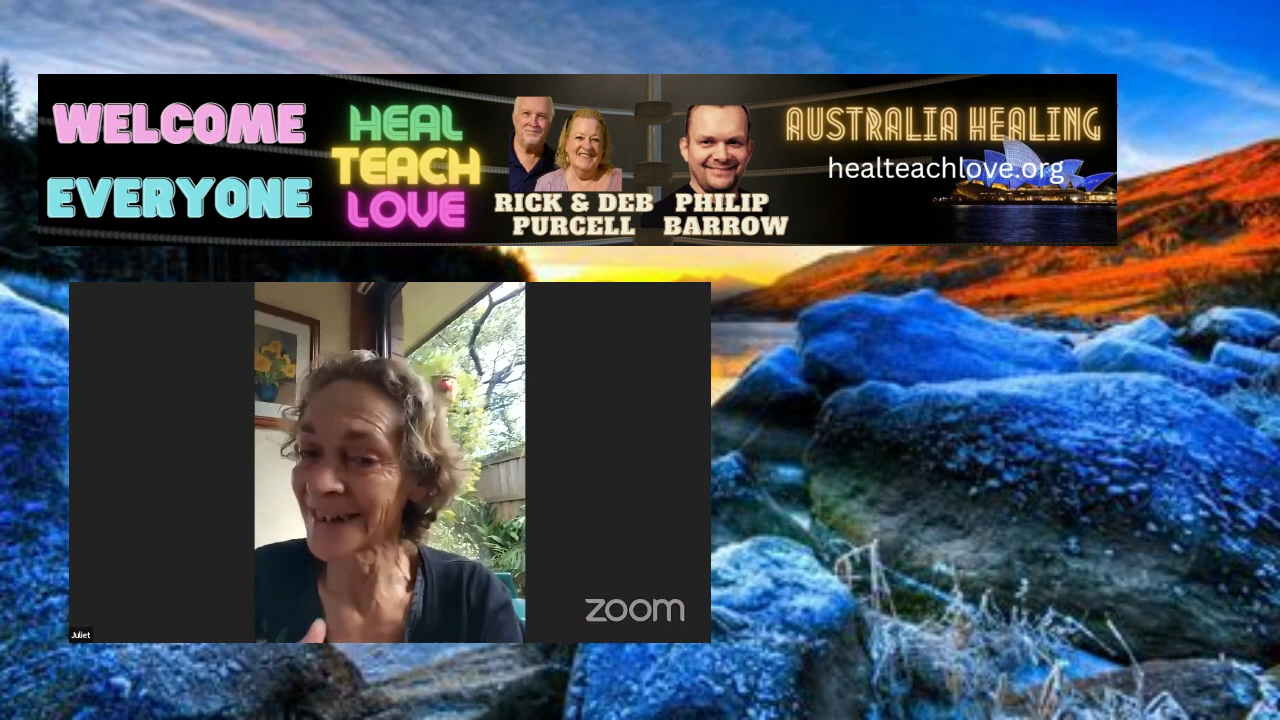 WELCOME
EVERYONE
HEAL
TEACH
LOVE
RICK & DEB
PURCELL
PHILIP
BARROW
AUSTRALIA HEALING
healteachlove.org
Juliet
zoom